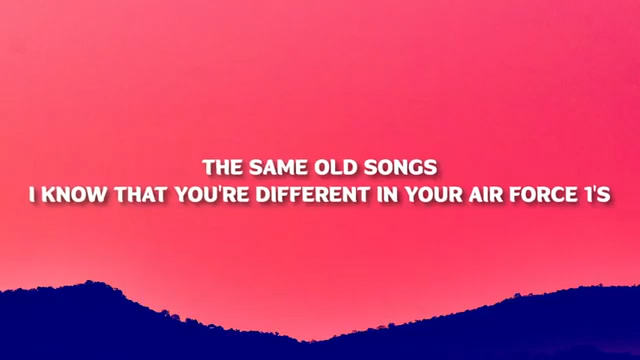 THE SAME OLD SONGS
I KNOW THAT YOU'RE DIFFERENT IN YOUR AIR FORCE 1'S